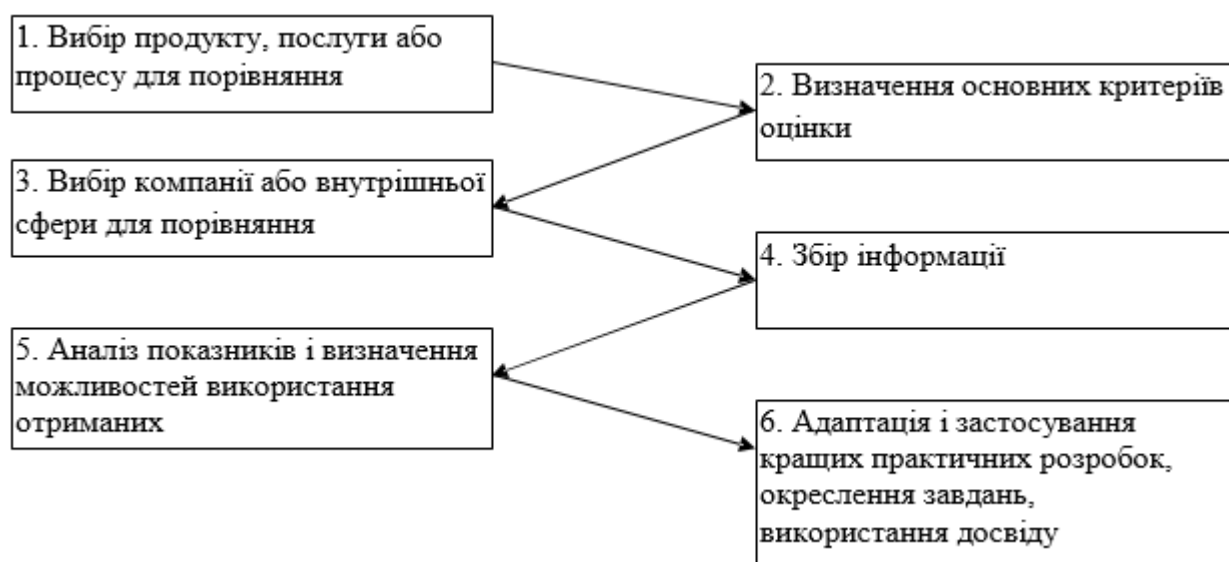 1. Вибір продукту, послуги або
процесу для порівняння
2. Визначення основних критеріїв
оцінки
3. Вибір компанії або внутрішньої
сфери для порівняння
4. Збір інформації
5. Аналіз показників і визначення
можливостей використання
отриманих
6. Адаптація і застосування
кращих практичних розробок,
окреслення завдань,
використання досвіду